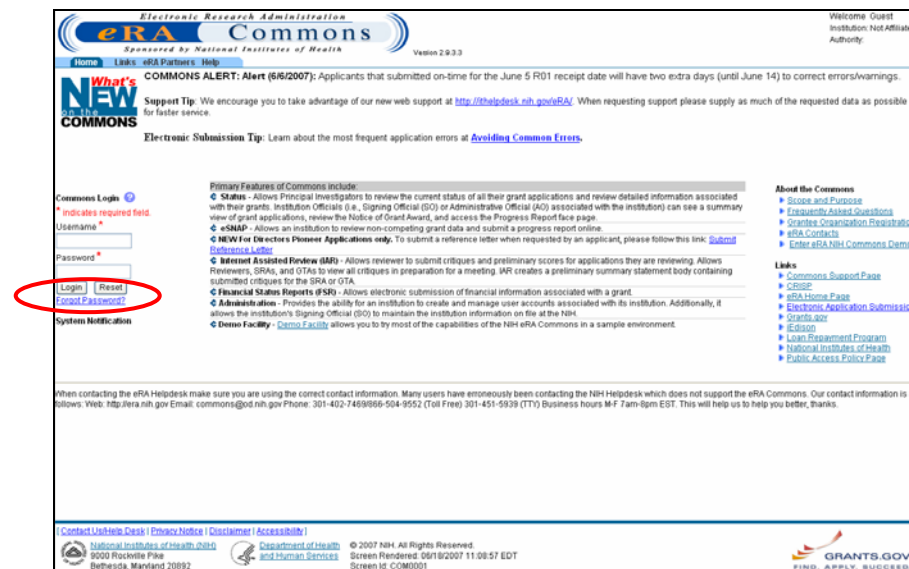 Electronic Research Administration
eRA Commons
Sponsored by National Institutes of Health
Version 2.9.3.3
Welcome Guest
Institution: Not Affiliate
Authority:
Home Links eRA Partners Help
What's NEW on the COMMONS
COMMONS ALERT: Alert (6/6/2007): Applicants that submitted on-time for the June 5 R01 receipt date will have two extra days (until June 14) to correct errors/warnings.
Support Tip: We encourage you to take advantage of our new web support at http://ithelpdesk.nih.gov/eRA/. When requesting support please supply as much of the requested data as possible
for faster service.
Electronic Submission Tip: Learn about the most frequent application errors at Avoiding Common Errors.
Commons Login ?
* Indicates required field.
Username *
Password *
Login Reset
Forgot Password?
System Notification
Primary Features of Commons include:
Status - Allows Principal Investigators to review the current status of all their grant applications and review detailed information associated
with their grants. Institution Officials (i.e., Signing Official (SO) or Administrative Official (AO) associated with the institution) can see a summary
view of grant applications, review the Notice of Grant Award, and access the Progress Report face page.
eSNAP - Allows an institution to review non-competing grant data and submit a progress report online.
NEW For Directors Pioneer Applications only. To submit a reference letter when requested by an applicant, please follow this link: Submit
Reference Letter
Internet Assisted Review (IAR) - Allows reviewer to submit critiques and preliminary scores for applications they are reviewing. Allows
Reviewers, SRAs, and GTAs to view all critiques in preparation for a meeting. IAR creates a preliminary summary statement body containing
submitted critiques for the SRA or GTA.
Financial Status Reports (FSR) - Allows electronic submission of financial information associated with a grant.
Administration - Provides the ability for an institution to create and manage user accounts associated with its institution. Additionally, it
allows the institution's Signing Official (SO) to maintain the institution information on file at the NIH.
Demo Facility - Demo Facility allows you to try most of the capabilities of the NIH eRA Commons in a sample environment.
About the Commons
Scope and Purpose
Frequently Asked Questions
Grantee Organization Registratio
eRA Contacts
Enter eRA NIH Commons Demo
Links
Commons Support Page
CRISP
eRA Home Page
Electronic Application Submissio
Grants.gov
iEdison
Loan Repayment Program
National Institutes of Health
Public Access Policy Page
When contacting the eRA Helpdesk make sure you are using the correct contact information. Many users have erroneously been contacting the NIH Helpdesk which does not support the eRA Commons. Our contact information is
follows: Web: http://era.nih.gov Email: commons@od.nih.gov Phone: 301-402-7469/866-504-9552 (Toll Free) 301-451-5939 (TTY) Business hours M-F 7am-8pm EST. This will help us to help you better, thanks.
[ Contact Us/Help Desk | Privacy Notice | Disclaimer | Accessibility ]
National Institutes of Health (NIH)
9000 Rockville Pike
Bethesda, Maryland 20892
Department of Health
and Human Services
© 2007 NIH. All Rights Reserved.
Screen Rendered: 06/18/2007 11:08:57 EDT
Screen Id: COM0001
GRANTS.GOV
FIND. APPLY. SUCCEED